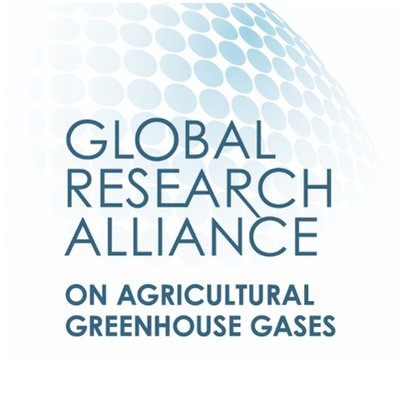 GLOBAL
RESEARCH
ALLIANCE
ON AGRICULTURAL
GREENHOUSE GASES